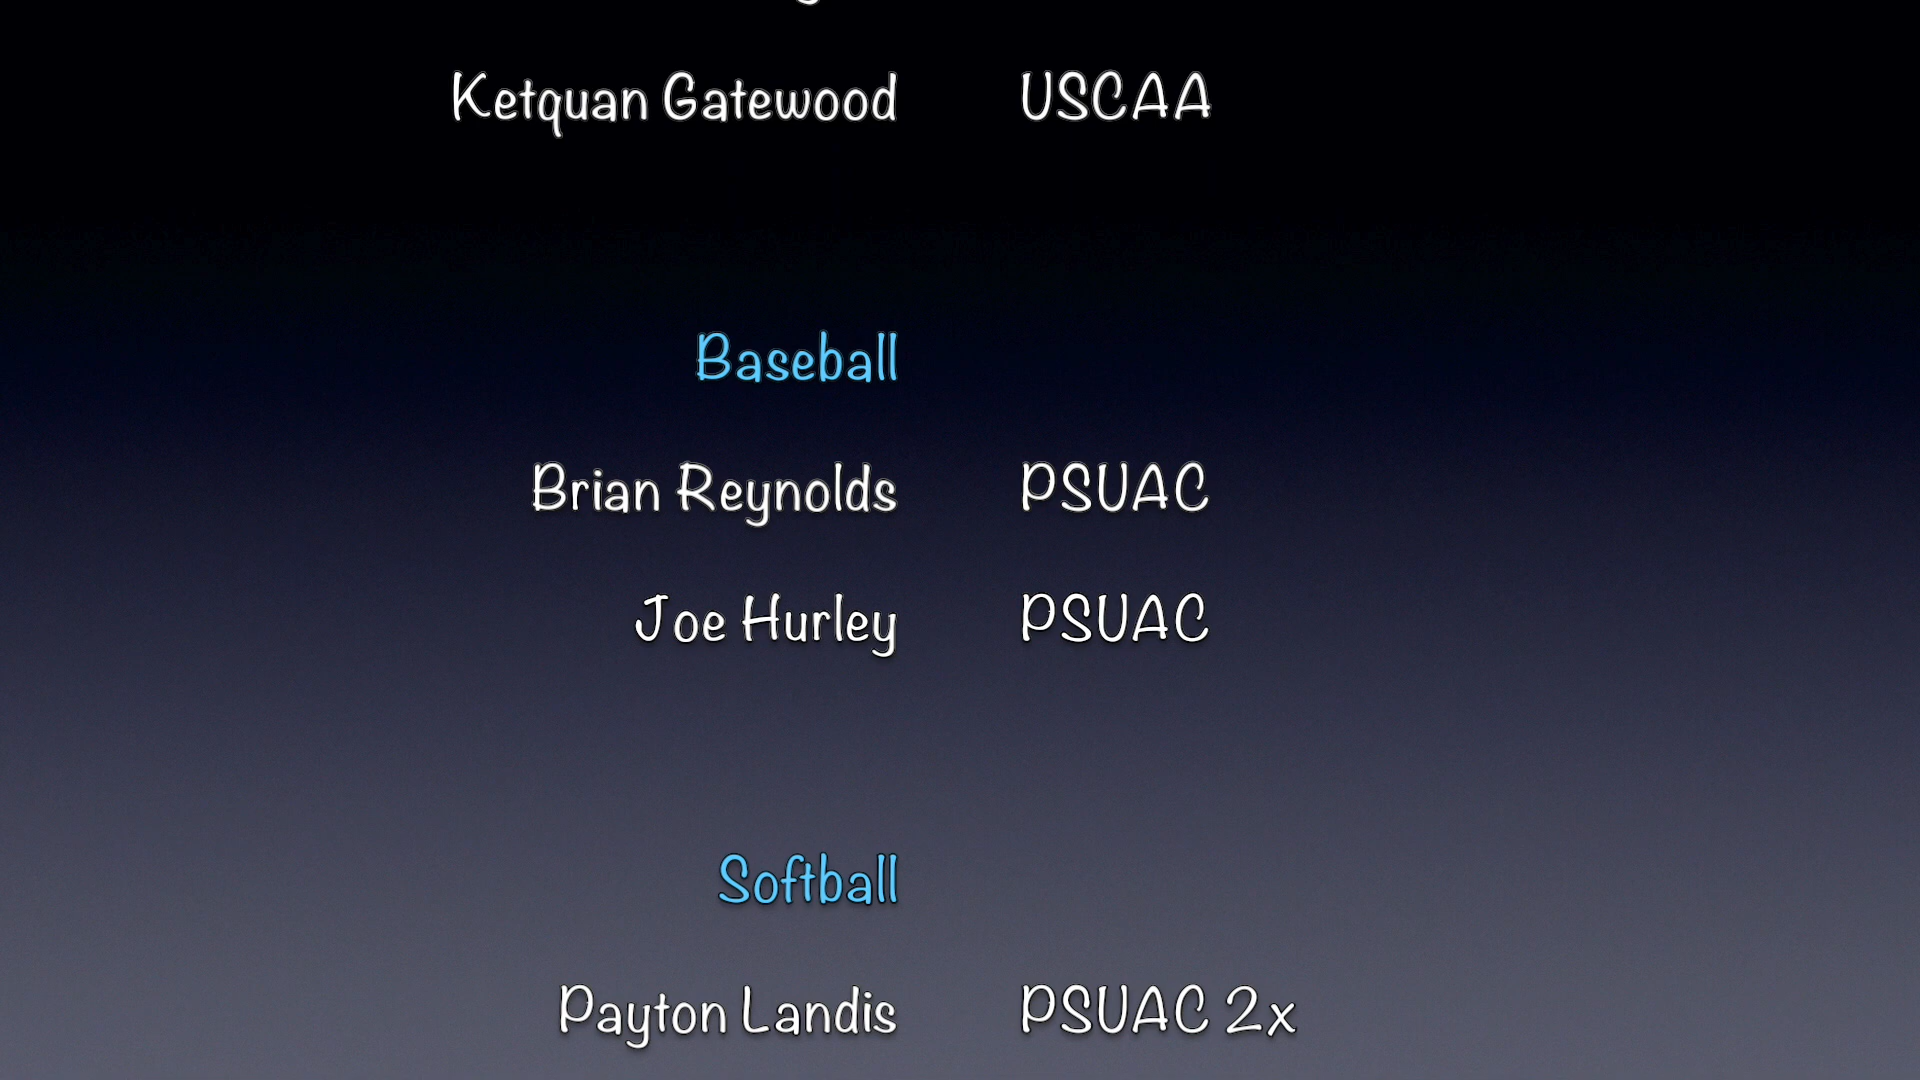 Ketquan Gatewood USCAA
Baseball
Brian Reynolds PSUAC
Joe Hurley PSUAC
Softball
Payton Landis PSUAC 2x